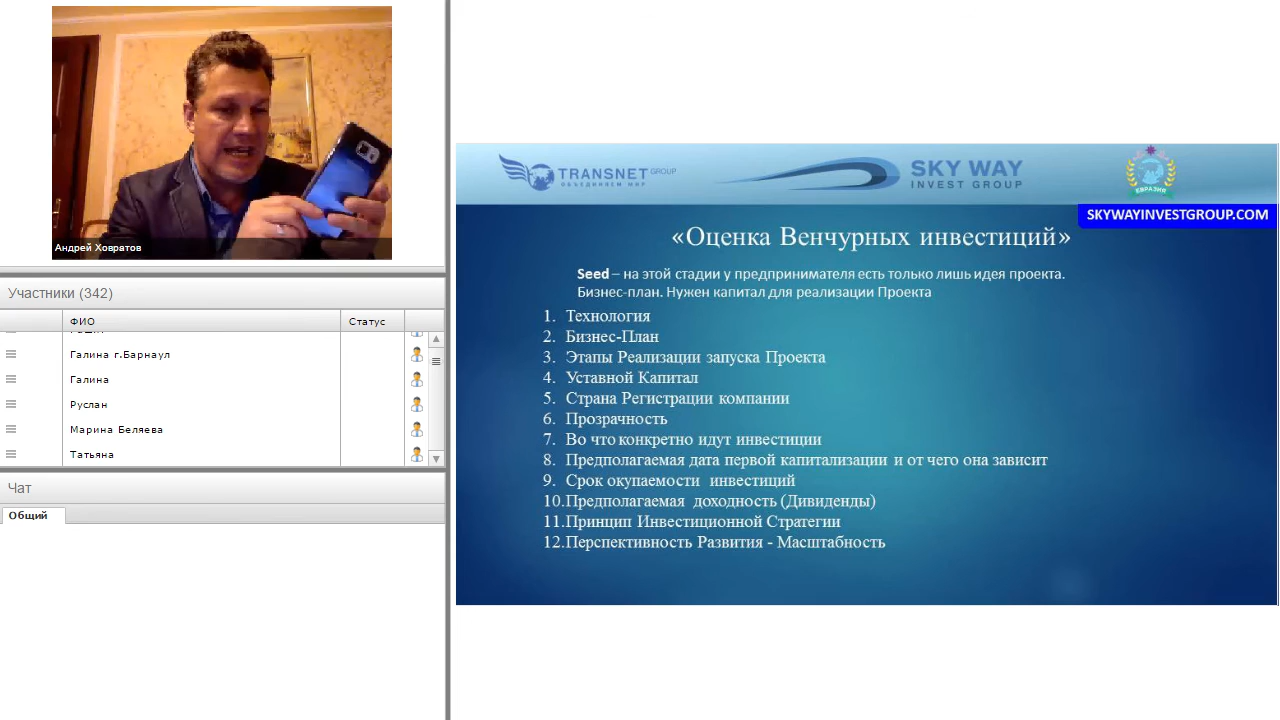 Андрей Ховратов
Участники (342)
ФИО
Статус
Галина г.Барнаул
Галина
Руслан
Марина Беляева
Татьяна
Чат
Общий
TRANSNET GROUP
ОБЪЕДИНЯЕМ МИР
SKY WAY
INVEST GROUP
ЕВРАЗИЯ
SKYWAYINVESTGROUP.COM
«Оценка Венчурных инвестиций»
Seed – на этой стадии у предпринимателя есть только лишь идея проекта.
Бизнес-план. Нужен капитал для реализации Проекта
1. Технология
2. Бизнес-План
3. Этапы Реализации запуска Проекта
4. Уставной Капитал
5. Страна Регистрации компании
6. Прозрачность
7. Во что конкретно идут инвестиции
8. Предполагаемая дата первой капитализации и от чего она зависит
9. Срок окупаемости инвестиций
10.Предполагаемая доходность (Дивиденды)
11.Принцип Инвестиционной Стратегии
12.Перспективность Развития - Масштабность